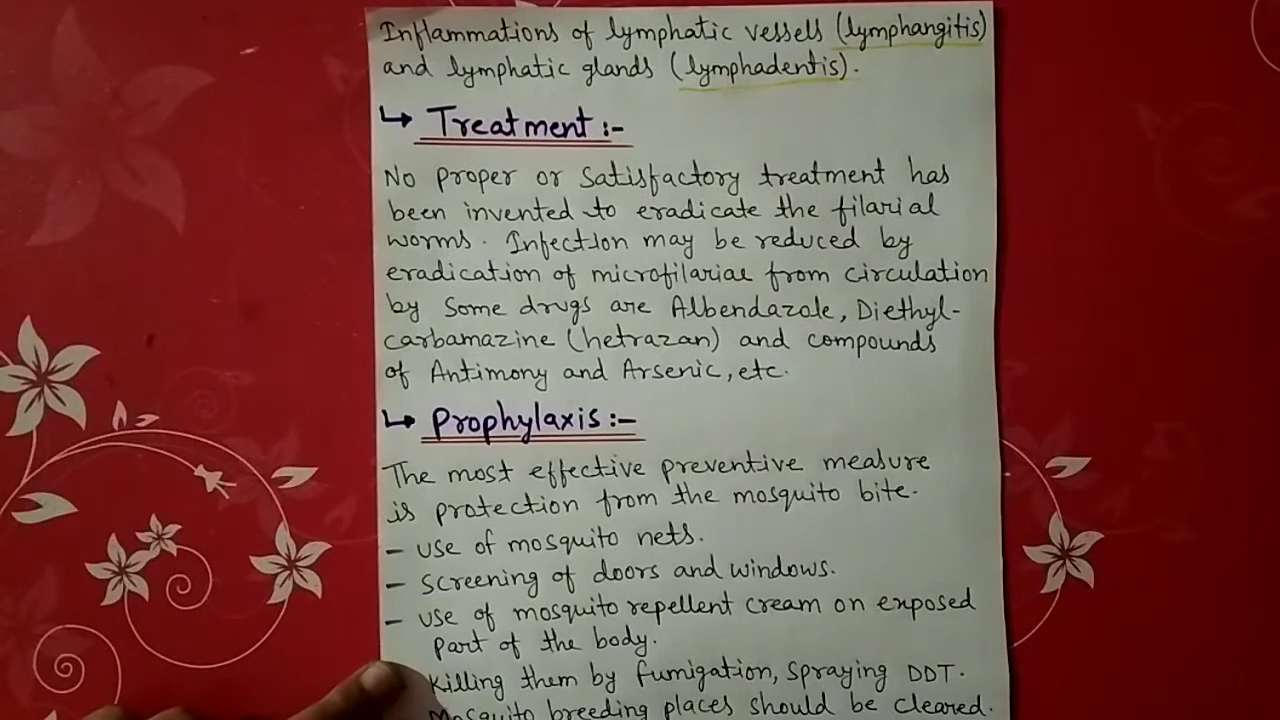 Inflammations of lymphatic vessels (lymphangitis)
and lymphatic glands (lymphadentis).
↳ Treatment :-
No proper or satisfactory treatment has
been invented to eradicate the filarial
worms. Infection may be reduced by
eradication of microfilariae from circulation
by some drugs are Albendazole, Diethyl-
carbamazine (hetrazan) and compounds
of Antimony and Arsenic, etc.
↳ Prophylaxis :-
The most effective preventive measure
is protection from the mosquito bite.
- use of mosquito nets.
- screening of doors and windows.
- use of mosquito repellent cream on exposed
part of the body.
killing them by fumigation, spraying DDT.
Mosquito breeding places should be cleared.